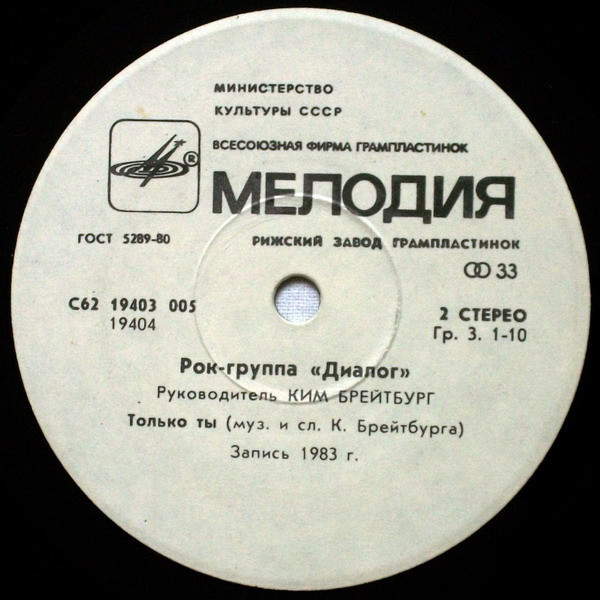 МИНИСТЕРСТВО
КУЛЬТУРЫ СССР
ВСЕСОЮЗНАЯ ФИРМА ГРАМПЛАСТИНОК
®
МЕЛОДИЯ
ГОСТ 5289-80
РИЖСКИЙ ЗАВОД ГРАМПЛАСТИНОК
33
С62 19403 005
19404
2 СТЕРЕО
Гр. 3. 1-10
Рок-группа «Диалог»
Руководитель КИМ БРЕЙТБУРГ
Только ты (муз. и сл. К. Брейтбурга)
Запись 1983 г.